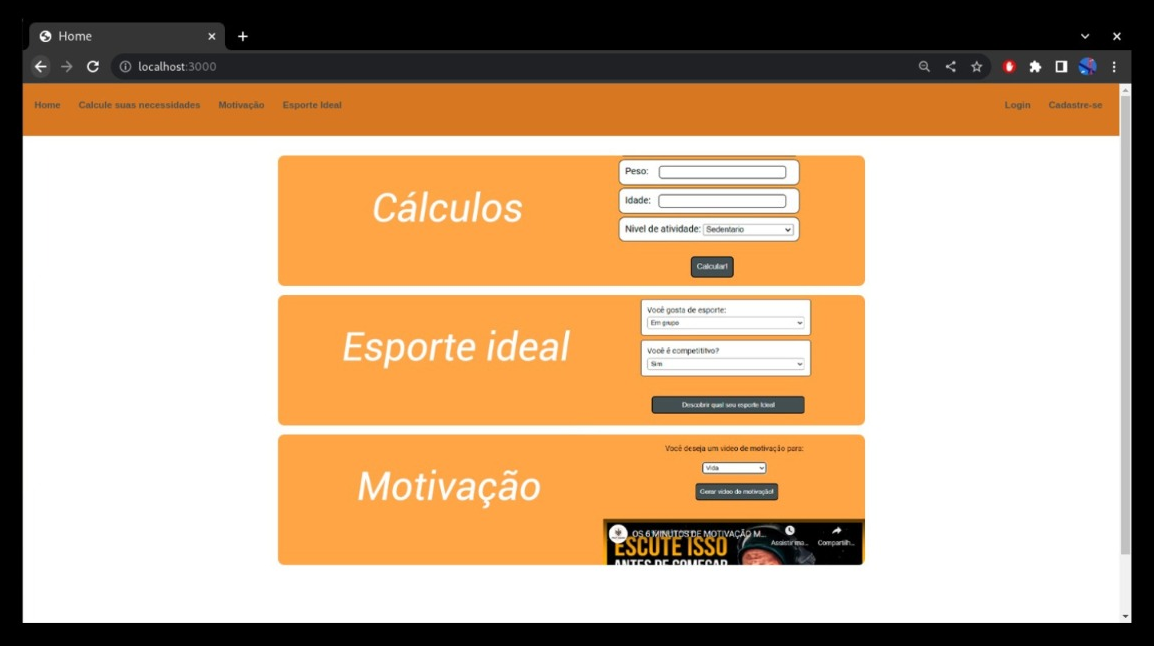 Home
localhost:3000
Home Calcule suas necessidades Motivação Esporte Ideal Login Cadastre-se
Cálculos
Peso:
Idade:
Nivel de atividade: Sedentario
Calcular!
Esporte ideal
Você gosta de esporte:
Em grupo
Você é competititvo?
Sim
Descobrir qual seu esporte Ideal
Motivação
Você deseja um video de motivação para:
Vida
Gerar video de motivação!
OS 6 MINUTOS DE MOTIVAÇÃO M...
Assistir ma...
Compartilh...
ESCUTE ISSO
ANTES DE COMEÇAR